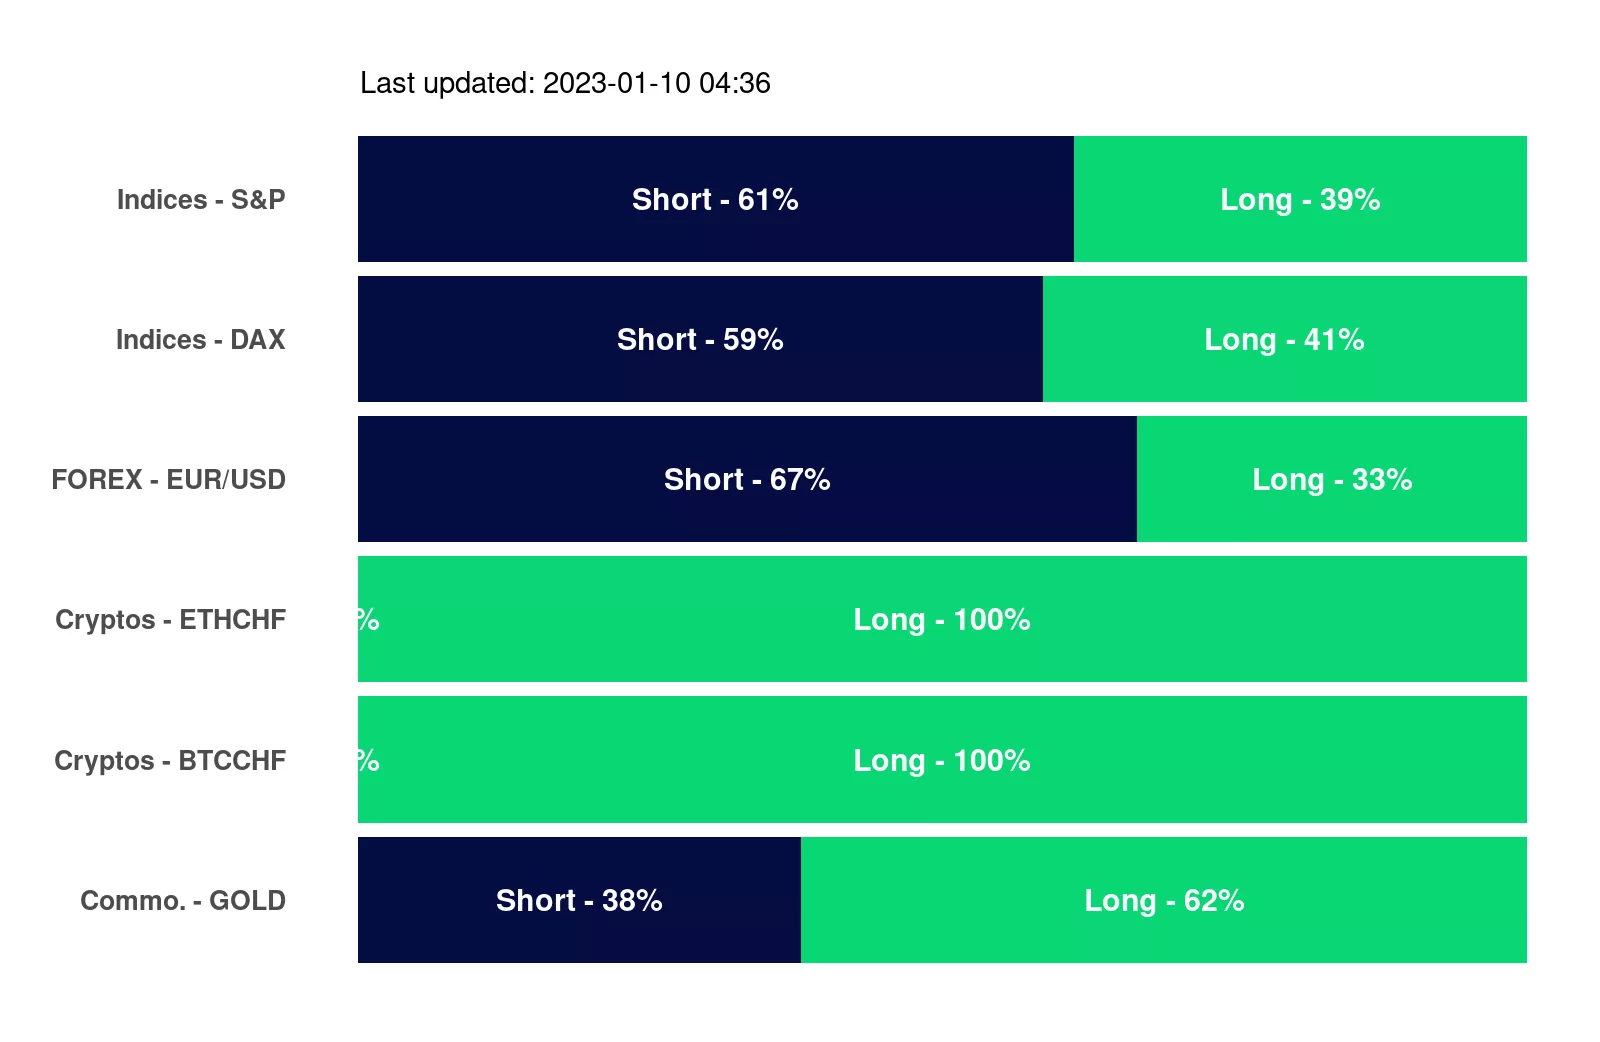 Last updated: 2023-01-10 04:36
Indices - S&P Short - 61% Long - 39%
Indices - DAX Short - 59% Long - 41%
FOREX - EUR/USD Short - 67% Long - 33%
Cryptos - ETHCHF % Long - 100%
Cryptos - BTCCHF % Long - 100%
Commo. - GOLD Short - 38% Long - 62%